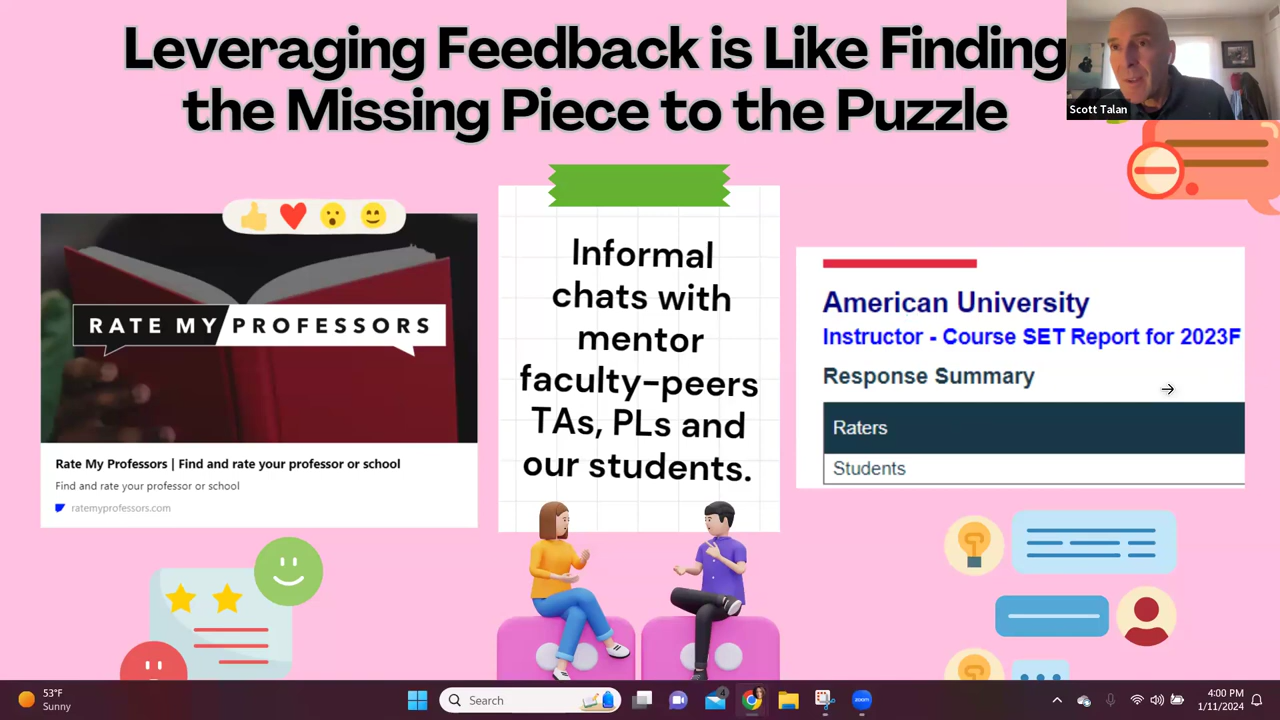 Leveraging Feedback is Like Finding
the Missing Piece to the Puzzle
Scott Talan
RATE MY PROFESSORS
Rate My Professors | Find and rate your professor or school
Find and rate your professor or school
ratemyprofessors.com
Informal
chats with
mentor
faculty-peers
TAs, PLs and
our students.
American University
Instructor - Course SET Report for 2023F
Response Summary
Raters
Students
53°F
Sunny
Search
4
zoom
4:00 PM
1/11/2024